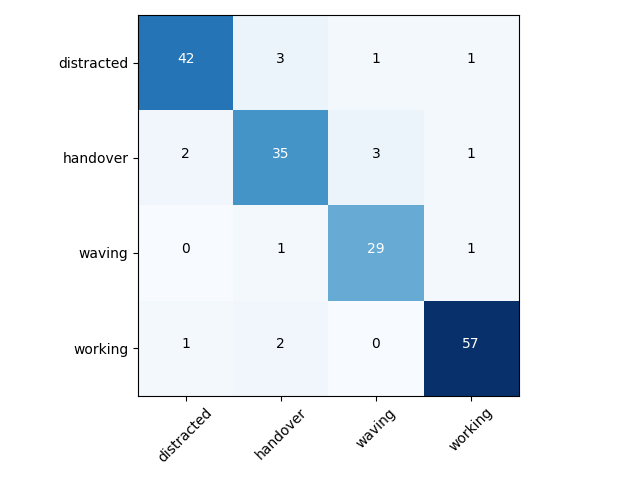 distracted 42 3 1 1
handover 2 35 3 1
waving 0 1 29 1
working 1 2 0 57
distracted handover waving working